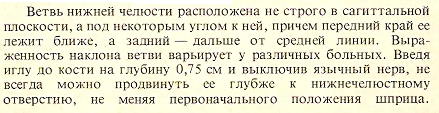 Ветвь нижней челюсти расположена не строго в сагиттальной
плоскости, а под некоторым углом к ней, причем передний край ее
лежит ближе, а задний — дальше от средней линии. Выра-
женность наклона ветви варьирует у различных больных. Введя
иглу до кости на глубину 0,75 см и выключив язычный нерв, не
всегда можно продвинуть ее глубже к нижнечелюстному
отверстию, не меняя первоначального положения шприца.